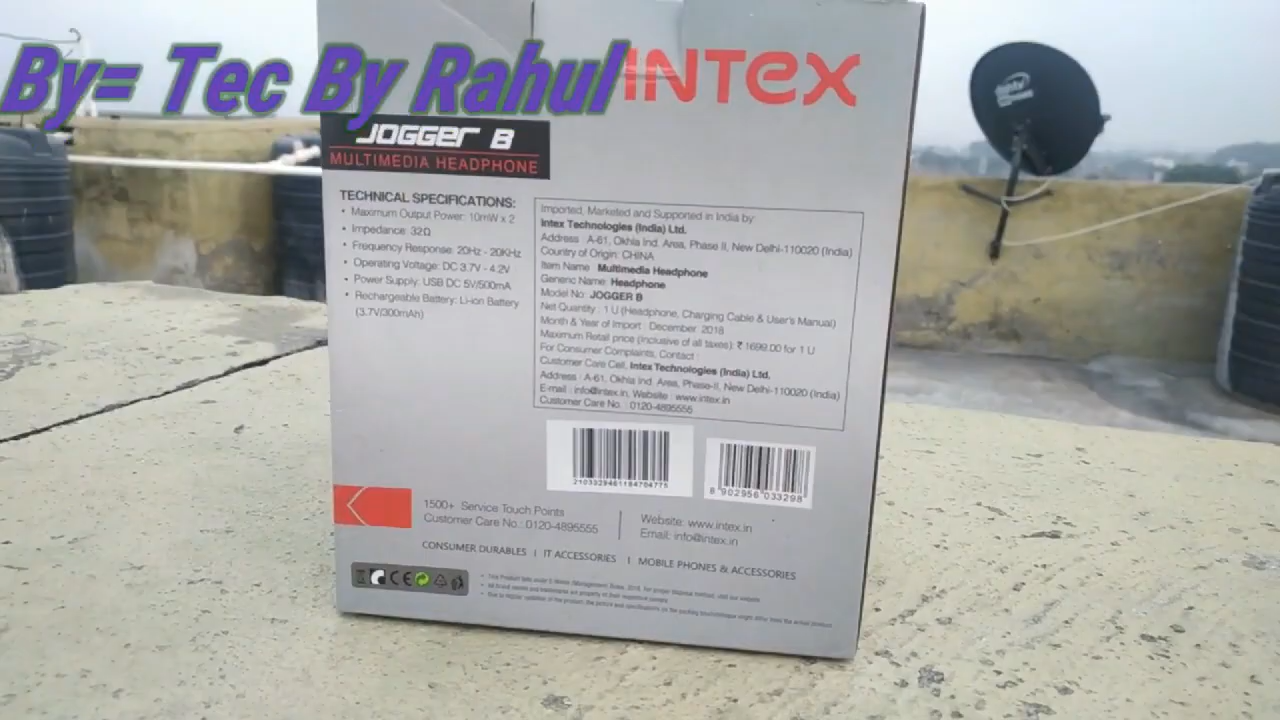 By= Tec By Rahul
INTEX
JOGGER B
MULTIMEDIA HEADPHONE
TECHNICAL SPECIFICATIONS:
• Maximum Output Power: 10mW x 2
• Impedance: 32Ω
• Frequency Response: 20Hz - 20KHz
• Operating Voltage: DC 3.7V - 4.2V
• Power Supply: USB DC 5V/500mA
• Rechargeable Battery: Li-ion Battery
(3.7V/300mAh)
Imported, Marketed and Supported in India by:
Intex Technologies (India) Ltd.
Address : A-61, Okhla Ind. Area, Phase II, New Delhi-110020 (India)
Country of Origin: CHINA
Item Name : Multimedia Headphone
Generic Name: Headphone
Model No: JOGGER B
Net Quantity : 1 U (Headphone, Charging Cable & User's Manual)
Month & Year of Import : December 2018
Maximum Retail price (Inclusive of all taxes): ₹ 1699.00 for 1 U
For Consumer Complaints, Contact :
Customer Care Cell, Intex Technologies (India) Ltd.
Address : A-61, Okhla Ind. Area, Phase-II, New Delhi-110020 (India)
E-mail : info@intex.in, Website : www.intex.in
Customer Care No. : 0120-4895555
8 902956 033298
1500+ Service Touch Points
Customer Care No.: 0120-4895555
Website: www.intex.in
Email: info@intex.in
CONSUMER DURABLES | IT ACCESSORIES | MOBILE PHONES & ACCESSORIES
CE